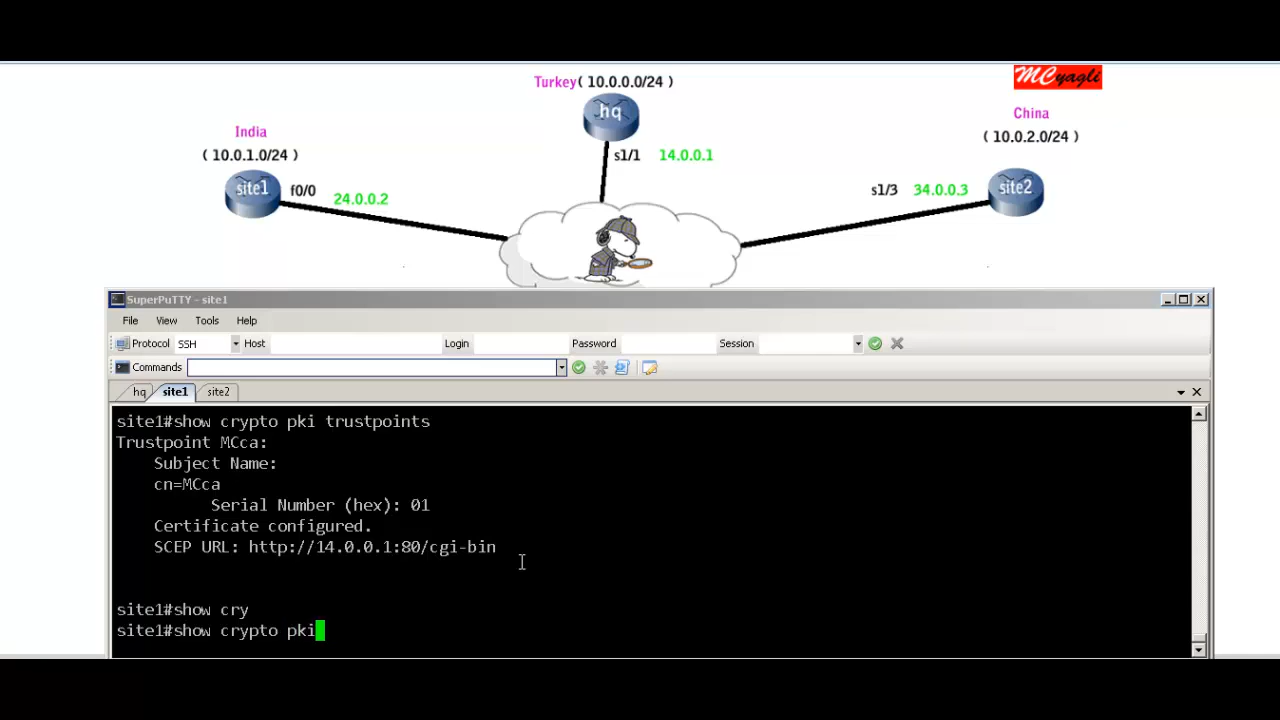 MCyagli
Turkey( 10.0.0.0/24 )
hq
China
India
( 10.0.2.0/24 )
( 10.0.1.0/24 )
s1/1 14.0.0.1
site1 f0/0 24.0.0.2
s1/3 34.0.0.3 site2
SuperPuTTY - site1
File View Tools Help
Protocol SSH Host Login Password Session
Commands
hq site1 site2
site1#show crypto pki trustpoints
Trustpoint MCca:
Subject Name:
cn=MCca
Serial Number (hex): 01
Certificate configured.
SCEP URL: http://14.0.0.1:80/cgi-bin
site1#show cry
site1#show crypto pki